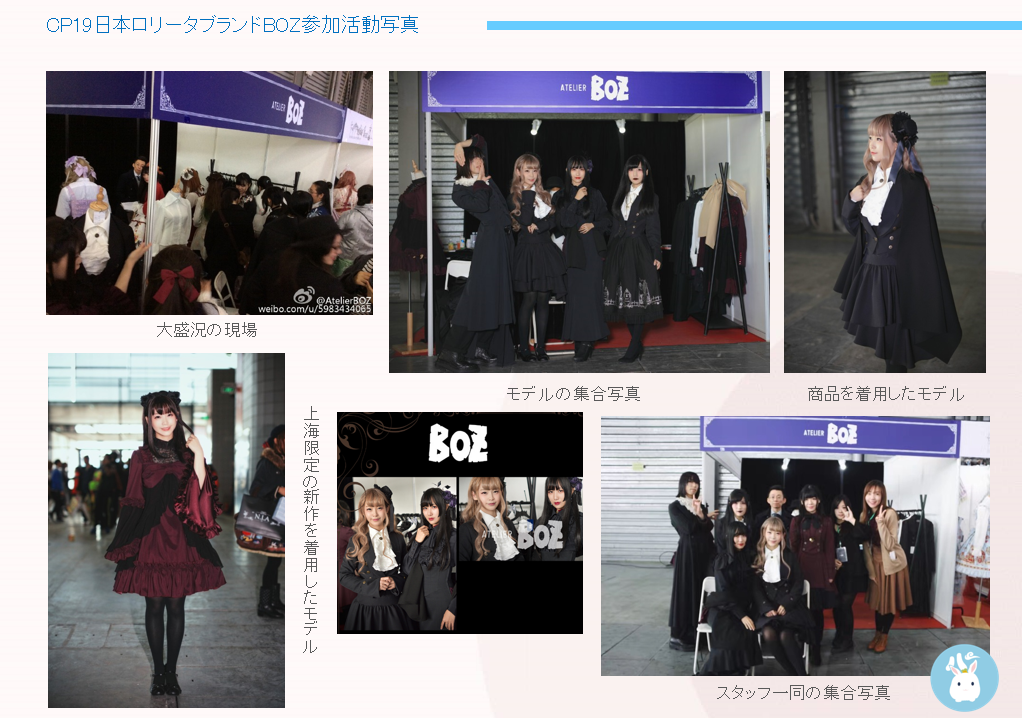 CP19日本ロリータブランドBOZ参加活動写真
ATELIER BOZ
@AtelierBOZ
weibo.com/u/5983434065
大盛況の現場
ATELIER BOZ
モデルの集合写真
商品を着用したモデル
上海限定の新作を着用したモデル
BOZ
ATELIER BOZ
ATELIER BOZ
スタッフ一同の集合写真